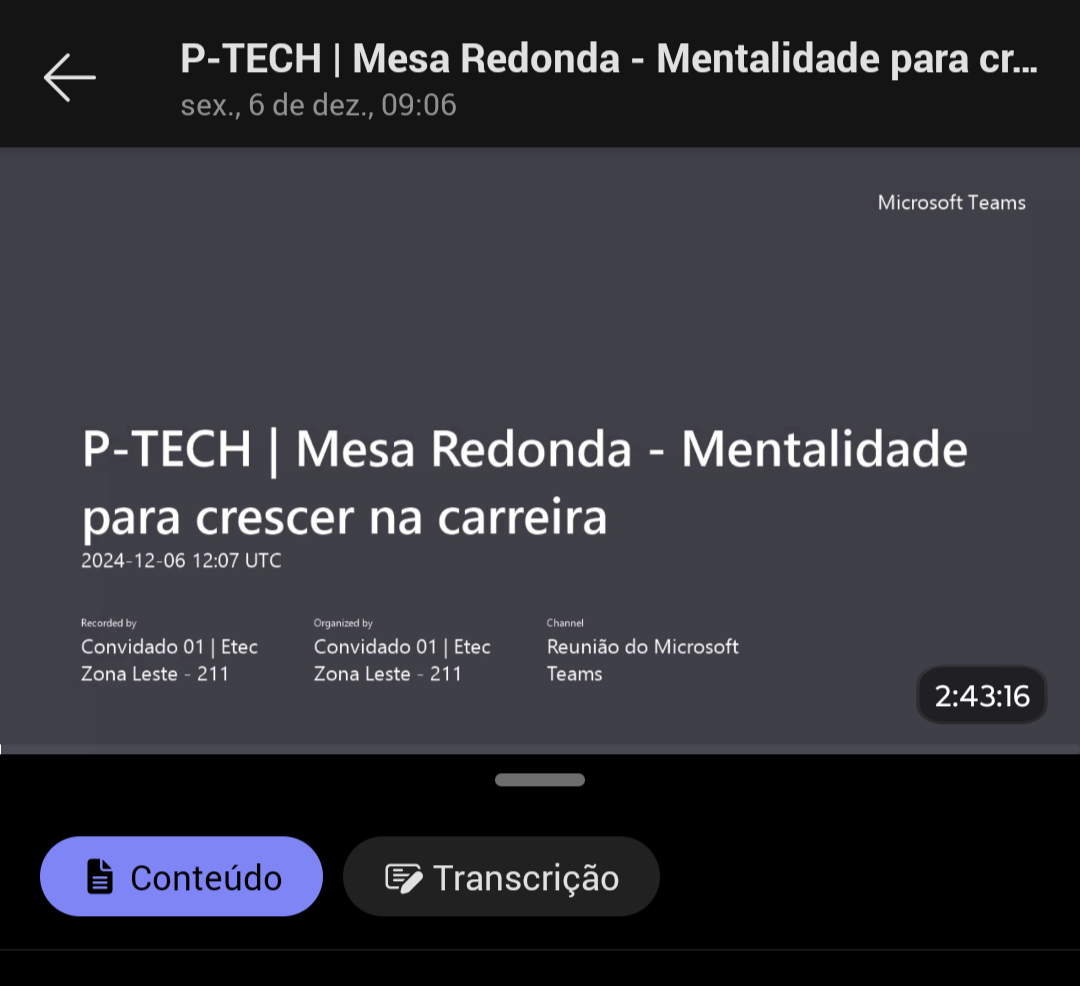 P-TECH | Mesa Redonda - Mentalidade para cr...
sex., 6 de dez., 09:06
Microsoft Teams
P-TECH | Mesa Redonda - Mentalidade
para crescer na carreira
2024-12-06 12:07 UTC
Recorded by
Convidado 01 | Etec
Zona Leste - 211
Organized by
Convidado 01 | Etec
Zona Leste - 211
Channel
Reunião do Microsoft
Teams
2:43:16
Conteúdo
Transcrição